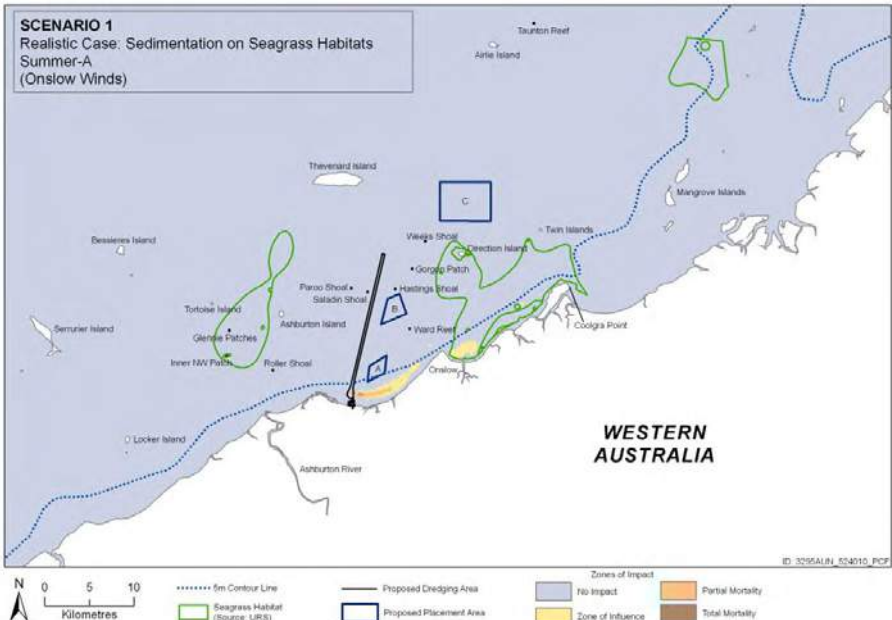 SCENARIO 1
Realistic Case: Sedimentation on Seagrass Habitats
Summer-A
(Onslow Winds)
Taunton Reef
Airlie Island
Thevenard Island
Mangrove Islands
C
Bessieres Island
Weeks Shoal
Twin Islands
Direction Island
Gorgon Patch
Paroo Shoal
Hastings Shoal
Saladin Shoal
Tortoise Island
B
Ashburton Island
Serrurier Island
Coolgra Point
Glennie Patches
Ward Reef
Inner NW Patch
Roller Shoal
A
Onslow
Locker Island
WESTERN
AUSTRALIA
Ashburton River
ID: 3295AUN_524010_PCF
N
0 5 10
Kilometres
5m Contour Line
Seagrass Habitat
(Source: URS)
Proposed Dredging Area
Proposed Placement Area
Zones of Impact
No Impact
Zone of Influence
Partial Mortality
Total Mortality